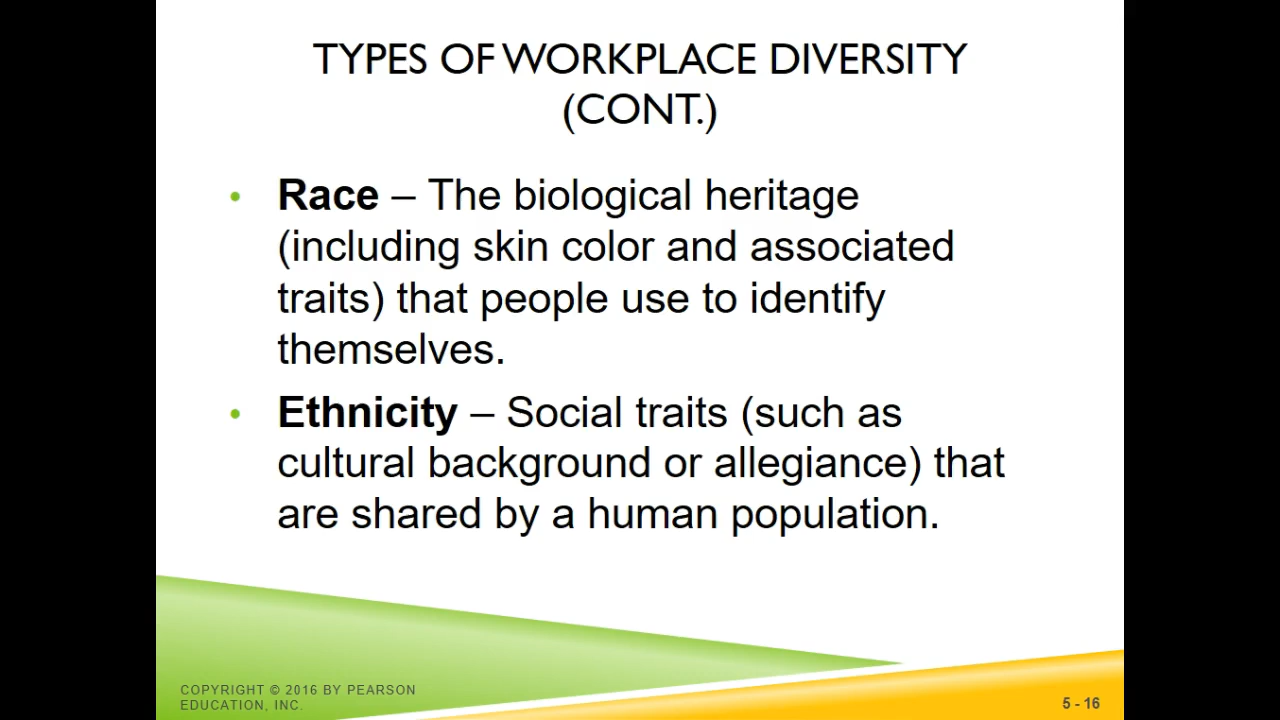 TYPES OF WORKPLACE DIVERSITY
(CONT.)
• Race – The biological heritage
(including skin color and associated
traits) that people use to identify
themselves.
• Ethnicity – Social traits (such as
cultural background or allegiance) that
are shared by a human population.
COPYRIGHT © 2016 BY PEARSON
EDUCATION, INC.
5 - 16